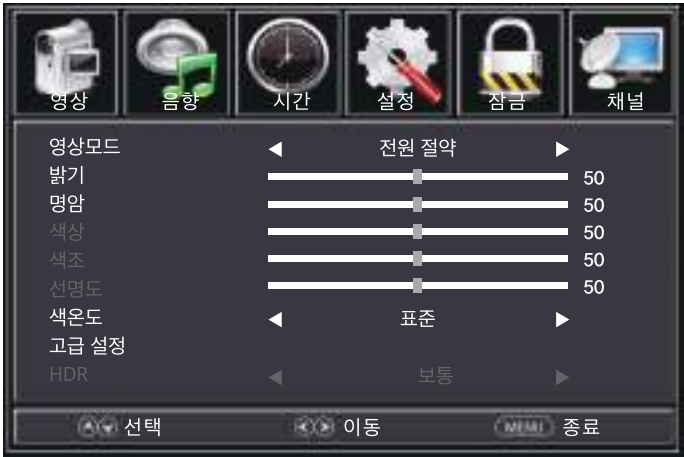 영상 음향 시간 설정 잠금 채널
영상모드 전원 절약
밝기 50
명암 50
색상 50
색조 50
선명도 50
색온도 표준
고급 설정
HDR 보통
선택 이동 MENU 종료